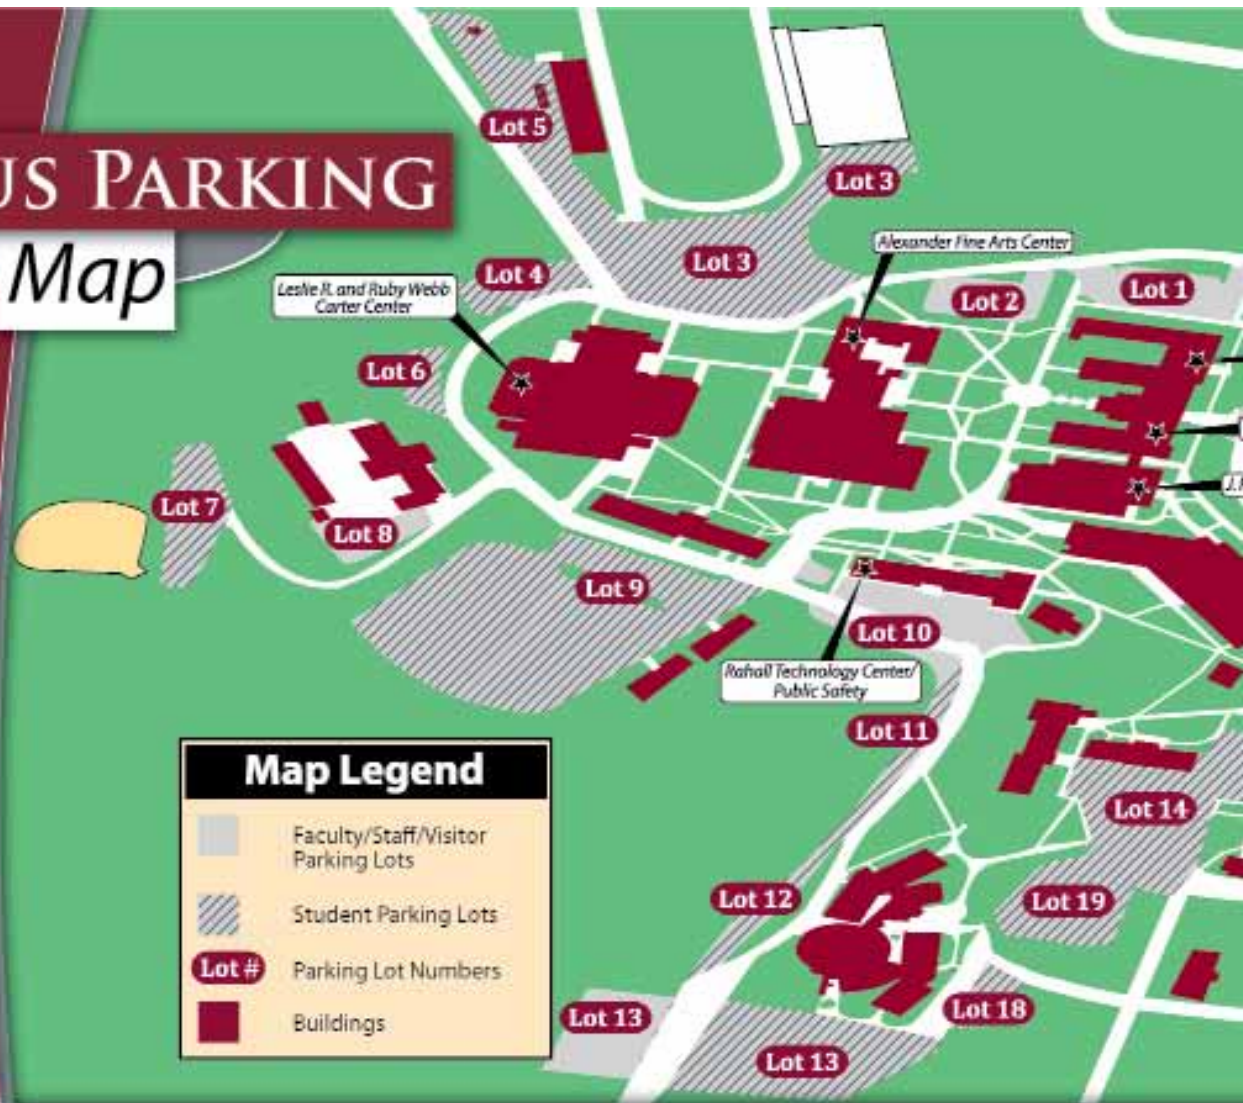 US PARKING
Map
Lot 5
Lot 3
Alexander Fine Arts Center
Lot 3
Lot 4
Leslie R. and Ruby Webb
Carter Center
Lot 2
Lot 1
Lot 6
Lot 7
Lot 8
J.
Lot 9
Lot 10
Rahall Technology Center/
Public Safety
Lot 11
Lot 14
Lot 12
Lot 19
Lot 18
Lot 13
Lot 13
Map Legend
Faculty/Staff/Visitor
Parking Lots
Student Parking Lots
Lot #
Parking Lot Numbers
Buildings